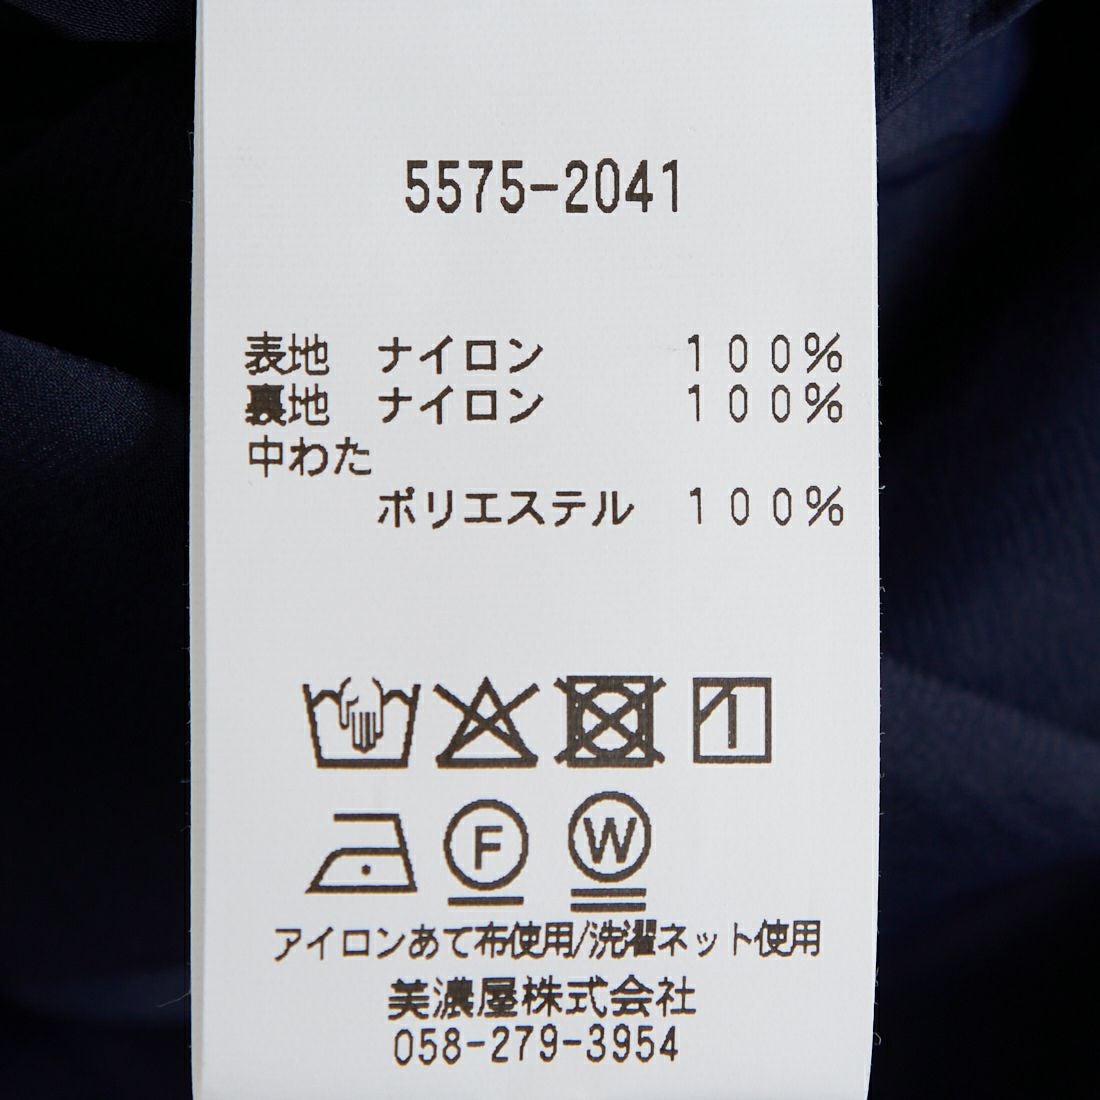 5575-2041
表地 ナイロン 100%
裏地 ナイロン 100%
中わた
ポリエステル 100%
1
F W
アイロンあて布使用/洗濯ネット使用
美濃屋株式会社
058-279-3954